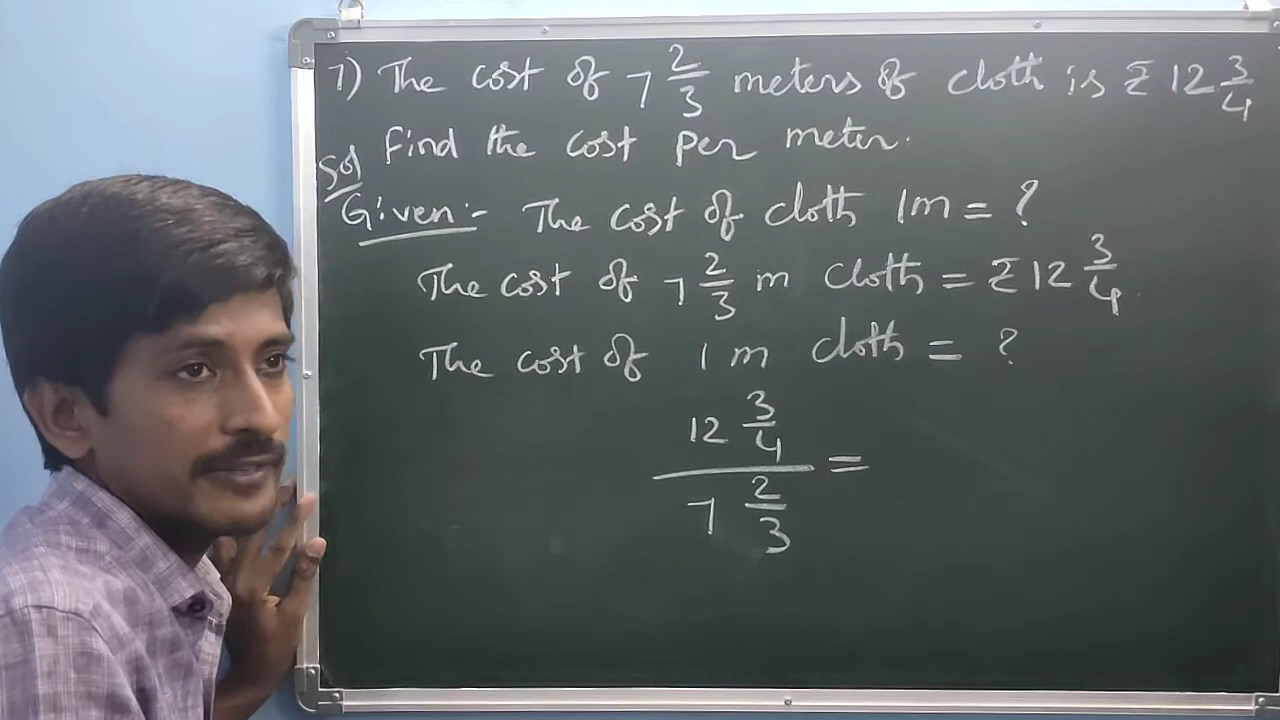 7) The cost of 7 2/3 meters of cloth is ₹ 12 3/4
Find the cost per meter.
Sol
Given:- The cost of cloth 1m = ?
The cost of 7 2/3 m cloth = ₹ 12 3/4
The cost of 1 m cloth = ?
12 3/4
=
7 2/3